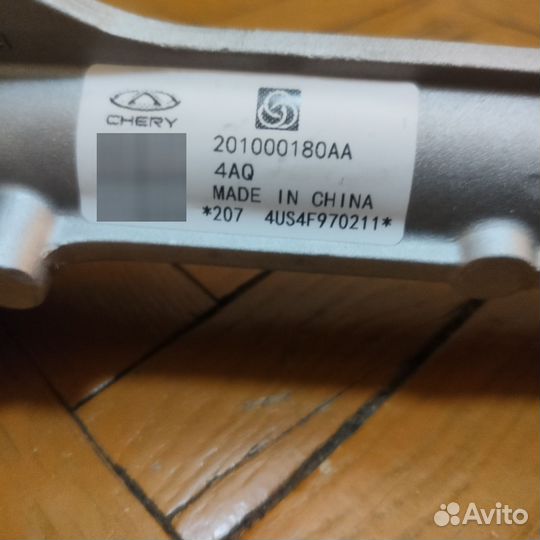 CHERY
201000180AA
4AQ
MADE IN CHINA
*207 4US4F970211*
Avito